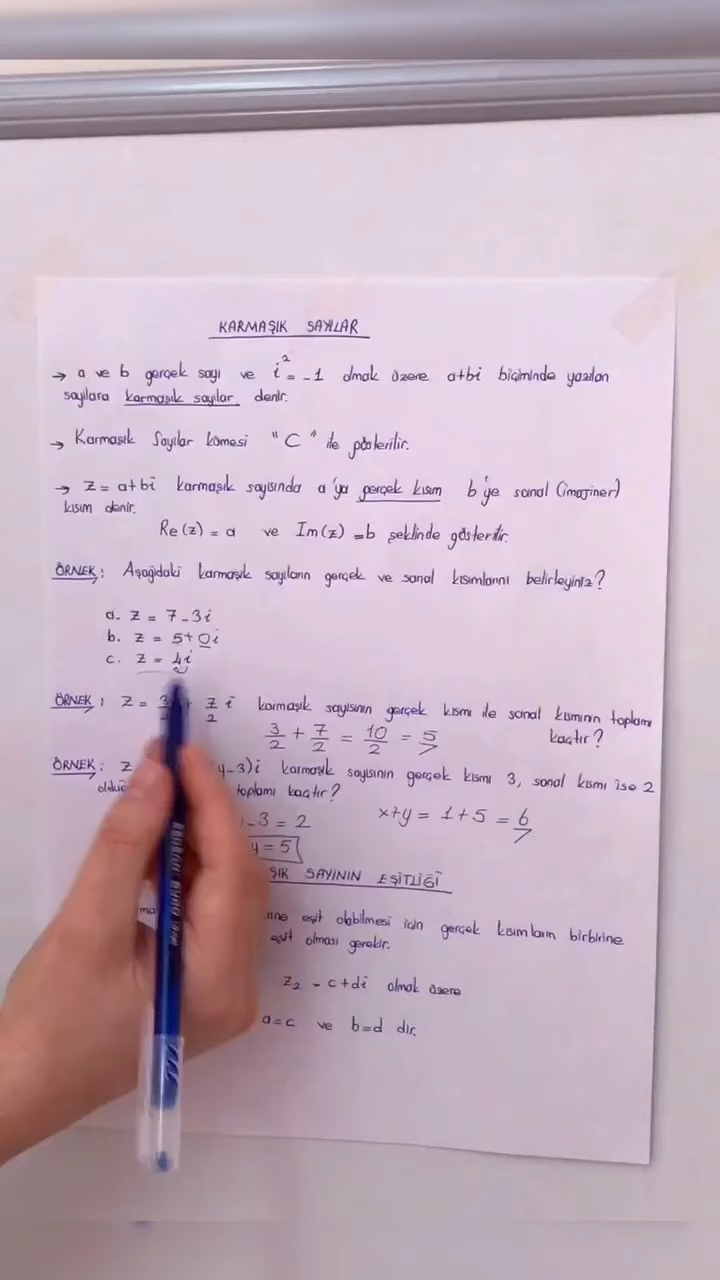 KARMAŞIK SAYILAR
→ a ve b gerçek sayı ve i² = -1 olmak üzere a+bi biçiminde yazılan
sayılara karmaşık sayılar denir.
→ Karmaşık Sayılar kümesi "C" ile gösterilir.
→ z = a+bi karmaşık sayısında a'ya gerçek kısım b'ye sanal (imajiner)
kısım denir.
Re(z) = a ve Im(z) = b şeklinde gösterilir.
ÖRNEK: Aşağıdaki karmaşık sayıların gerçek ve sanal kısımlarını belirleyiniz?
a. z = 7-3i
b. z = 5+0i
c. z = 4i
ÖRNEK: z = + 7/2 i karmaşık sayısının gerçek kısmı ile sanal kısmının toplamı
kaçtır?
3/2 + 7/2 = 10/2 = 5
ÖRNEK: z y-3)i karmaşık sayısının gerçek kısmı 3, sanal kısmı ise 2
toplamı kaçtır?
-3 = 2 x+y = 1+5 = 6
y = 5
SAYININ EŞİTLİĞİ
eşit olabilmesi için gerçek kısımların birbirine
eşit olması gerekir.
z₂ = c+di olmak üzere
a=c ve b=d dir.